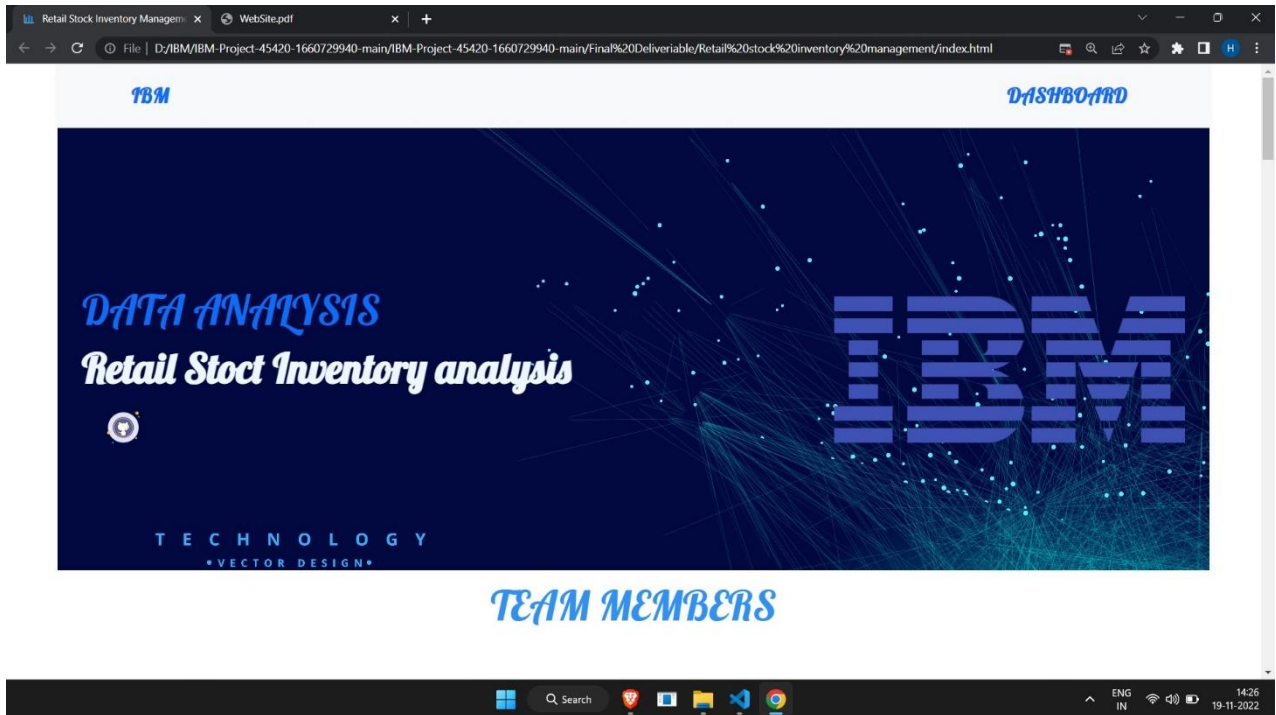 Retail Stock Inventory Managem
WebSite.pdf
File | D:/IBM/IBM-Project-45420-1660729940-main/IBM-Project-45420-1660729940-main/Final%20Deliveriable/Retail%20stock%20inventory%20management/index.html
H
IBM
DASHBOARD
DATA ANALYSIS
Retail Stoct Inventory analysis
IBM
TECHNOLOGY
•VECTOR DESIGN•
TEAM MEMBERS
Search
ENG
IN
14:26
19-11-2022